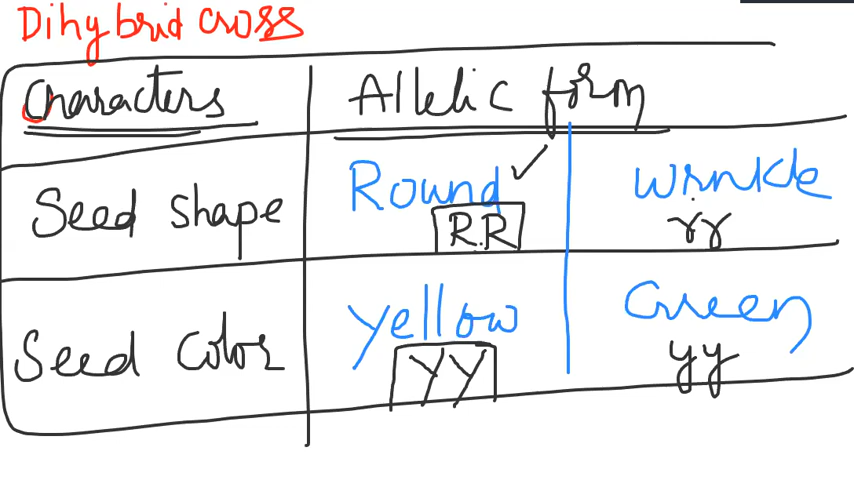 Dihybrid cross
Characters Allelic form
Seed shape Round wrinkle
RR rr
Seed color Yellow Green
YY yy